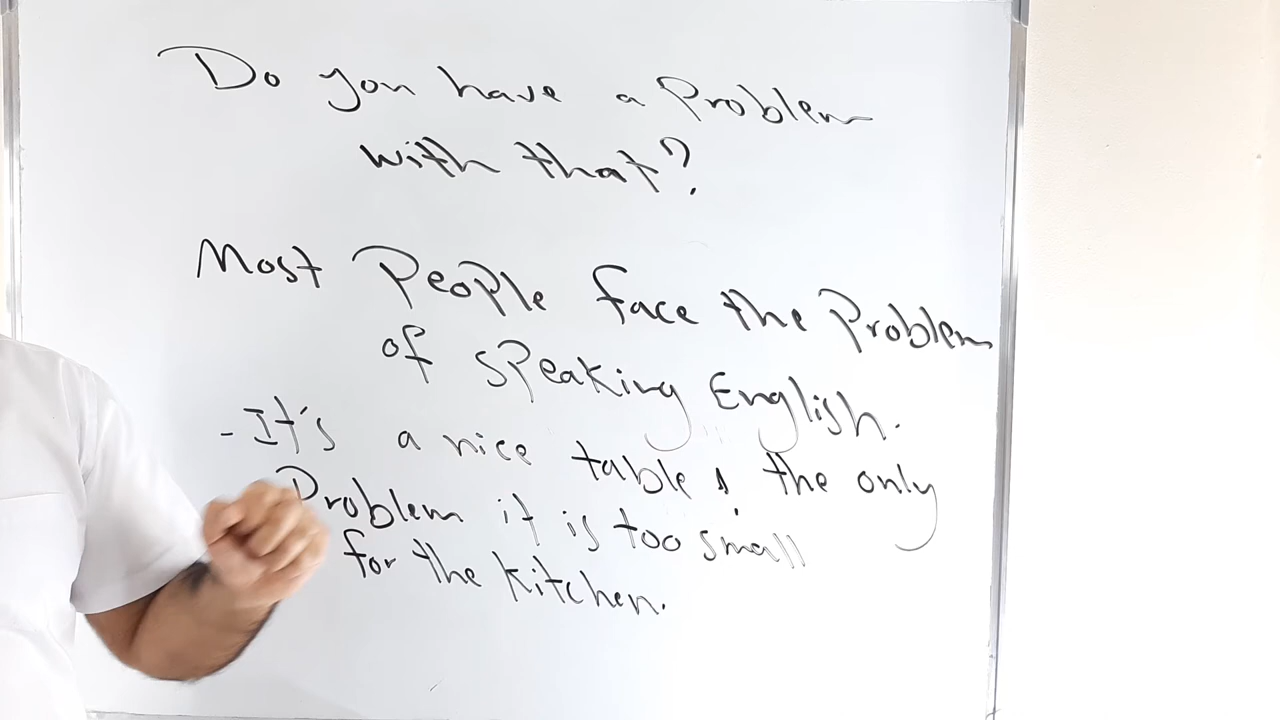 Do you have a Problem
with that?
Most People face the Problem
of speaking English.
- It's a nice table, the only
Problem it is too small
for the kitchen.